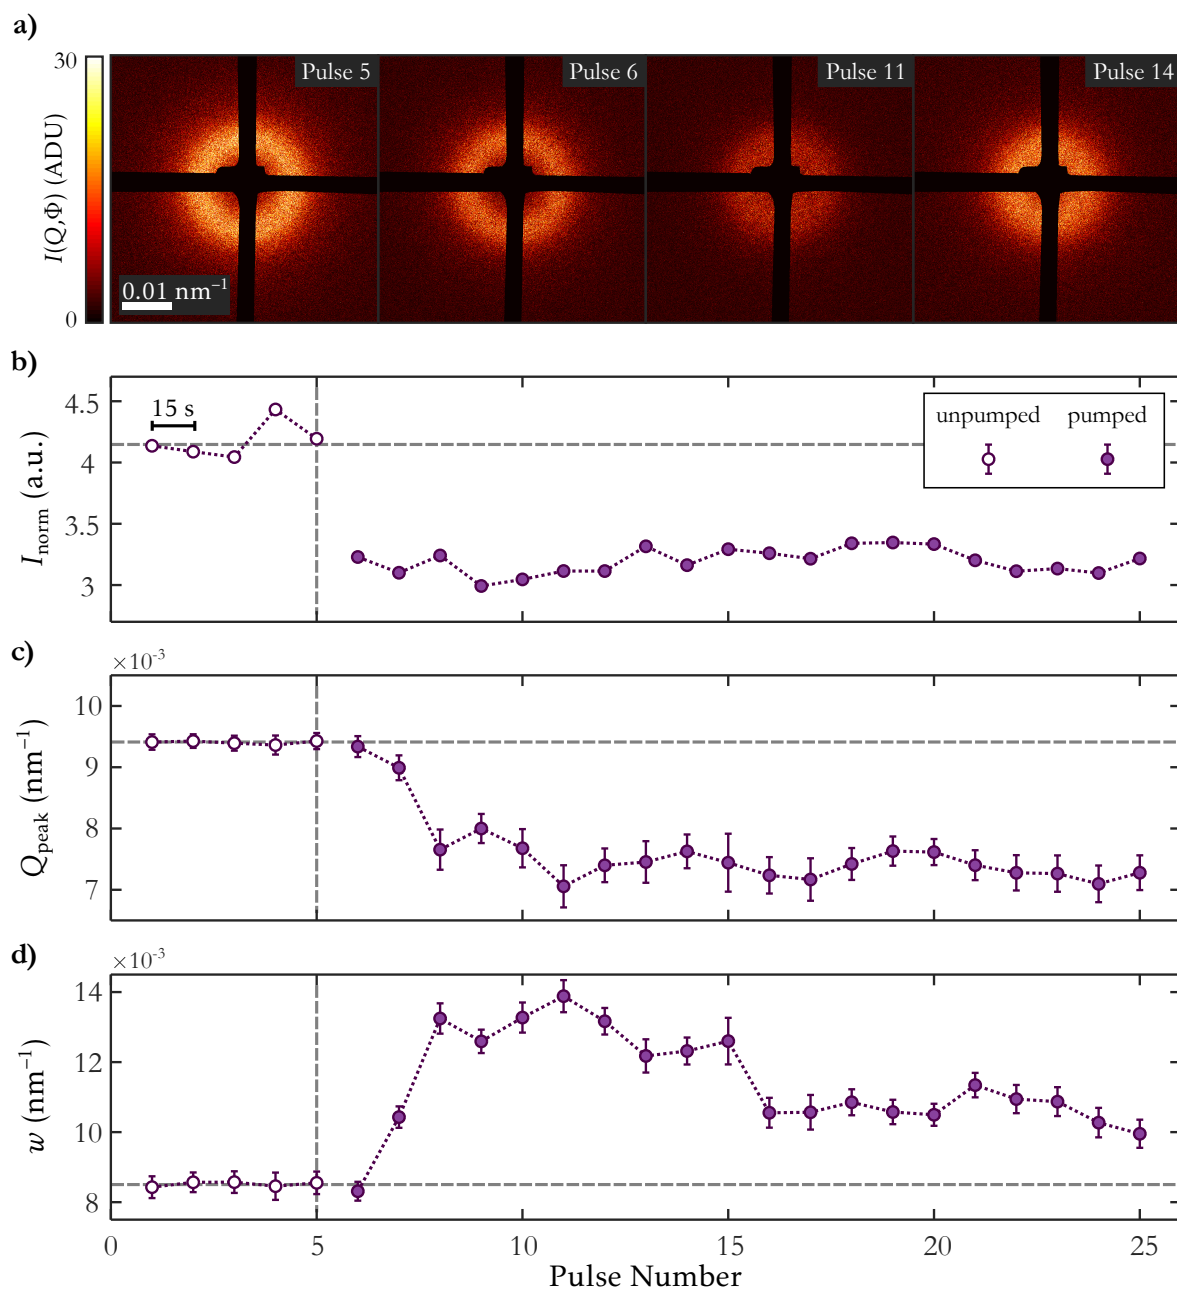 a)
30
Pulse 5
Pulse 6
Pulse 11
Pulse 14
I(Q,Φ) (ADU)
0.01 nm⁻¹
0
b)
4.5
15 s
unpumped pumped
4
3.5
3
I_norm (a.u.)
c)
×10⁻³
10
9
8
7
Q_peak (nm⁻¹)
d)
×10⁻³
14
12
10
8
w (nm⁻¹)
0 5 10 15 20 25
Pulse Number